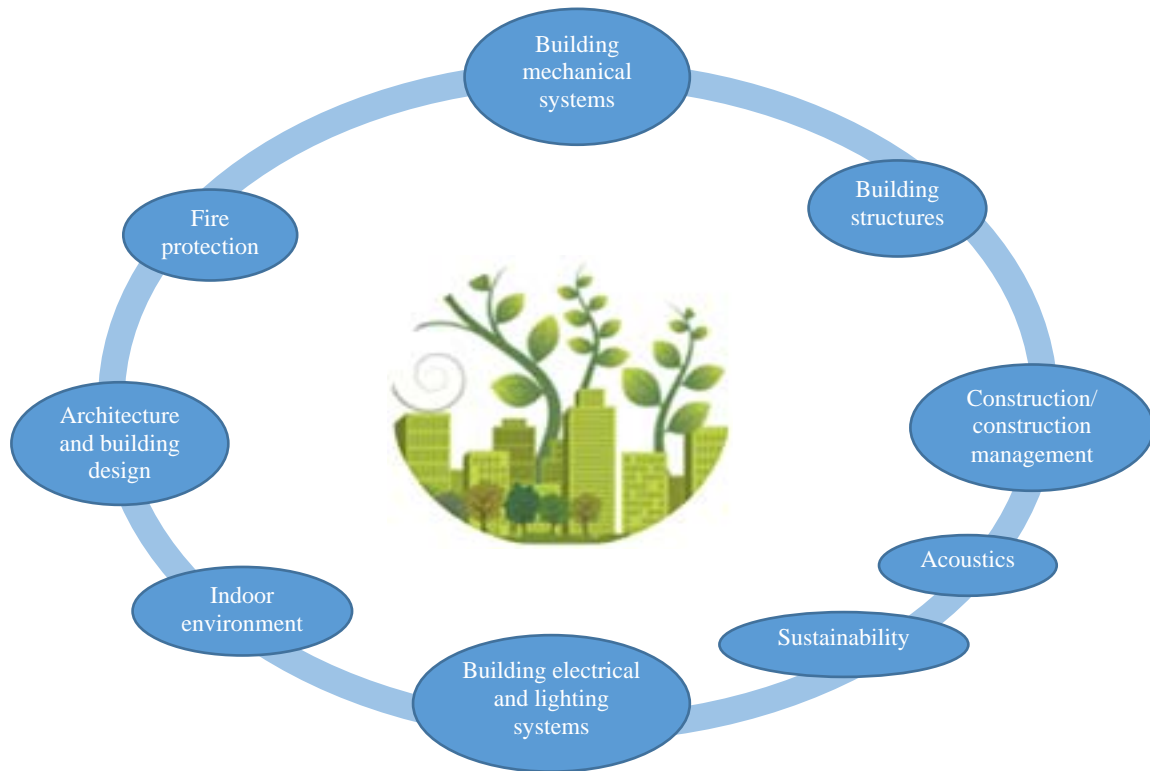 Building
mechanical
systems
Building
structures
Fire
protection
Construction/
construction
management
Architecture
and building
design
Acoustics
Indoor
environment
Sustainability
Building electrical
and lighting
systems